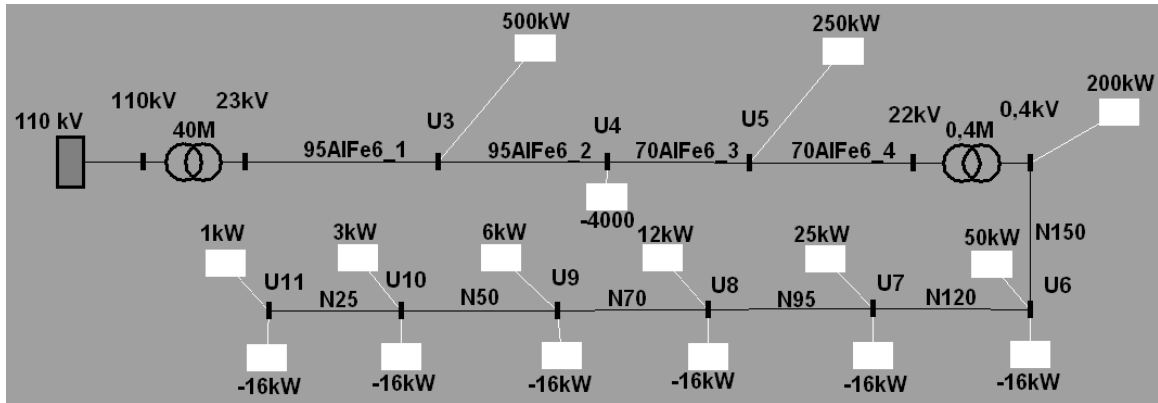 500kW
250kW
200kW
110kV
23kV
22kV
0,4kV
110 kV
40M
U3
U4
U5
0,4M
95AlFe6_1
95AlFe6_2
70AlFe6_3
70AlFe6_4
-4000
1kW
3kW
6kW
12kW
25kW
50kW
N150
U11
U10
U9
U8
U7
U6
N25
N50
N70
N95
N120
-16kW
-16kW
-16kW
-16kW
-16kW
-16kW